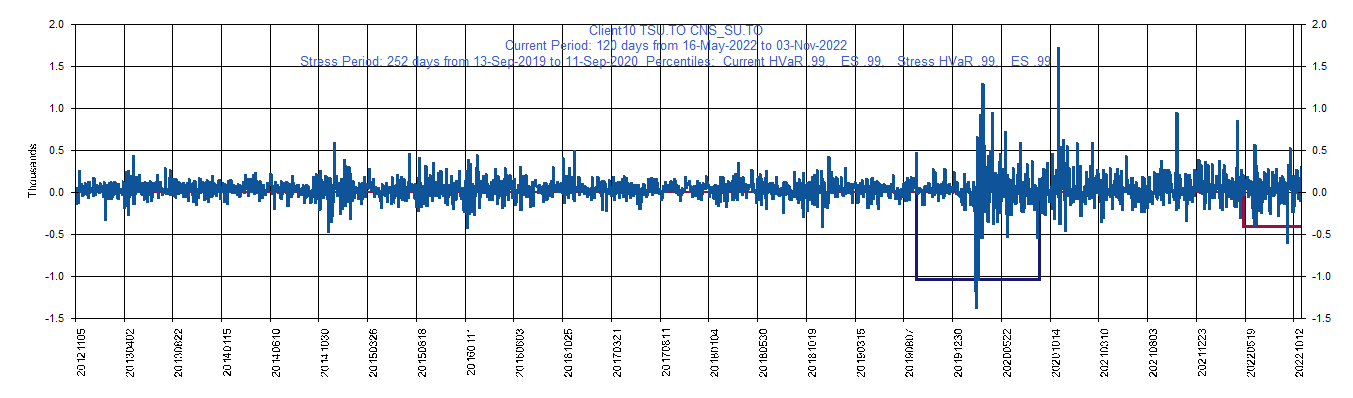 Client10 TSU.TO CNS_SU.TO
Current Period: 120 days from 16-May-2022 to 03-Nov-2022
Stress Period: 252 days from 13-Sep-2019 to 11-Sep-2020 Percentiles: Current HVaR .99, ES .99, Stress HVaR .99, ES .99
2.0 2.0
1.5 1.5
1.0 1.0
0.5 0.5
0.0 0.0
-0.5 -0.5
-1.0 -1.0
-1.5 -1.5
Thousands
20121105 20130402 20130822 20140115 20140610 20141030 20150326 20150818 20160111 20160603 20161025 20170321 20170811 20180104 20180530 20181019 20190315 20190807 20191230 20200522 20201014 20210310 20210803 20211223 20220519 20221012